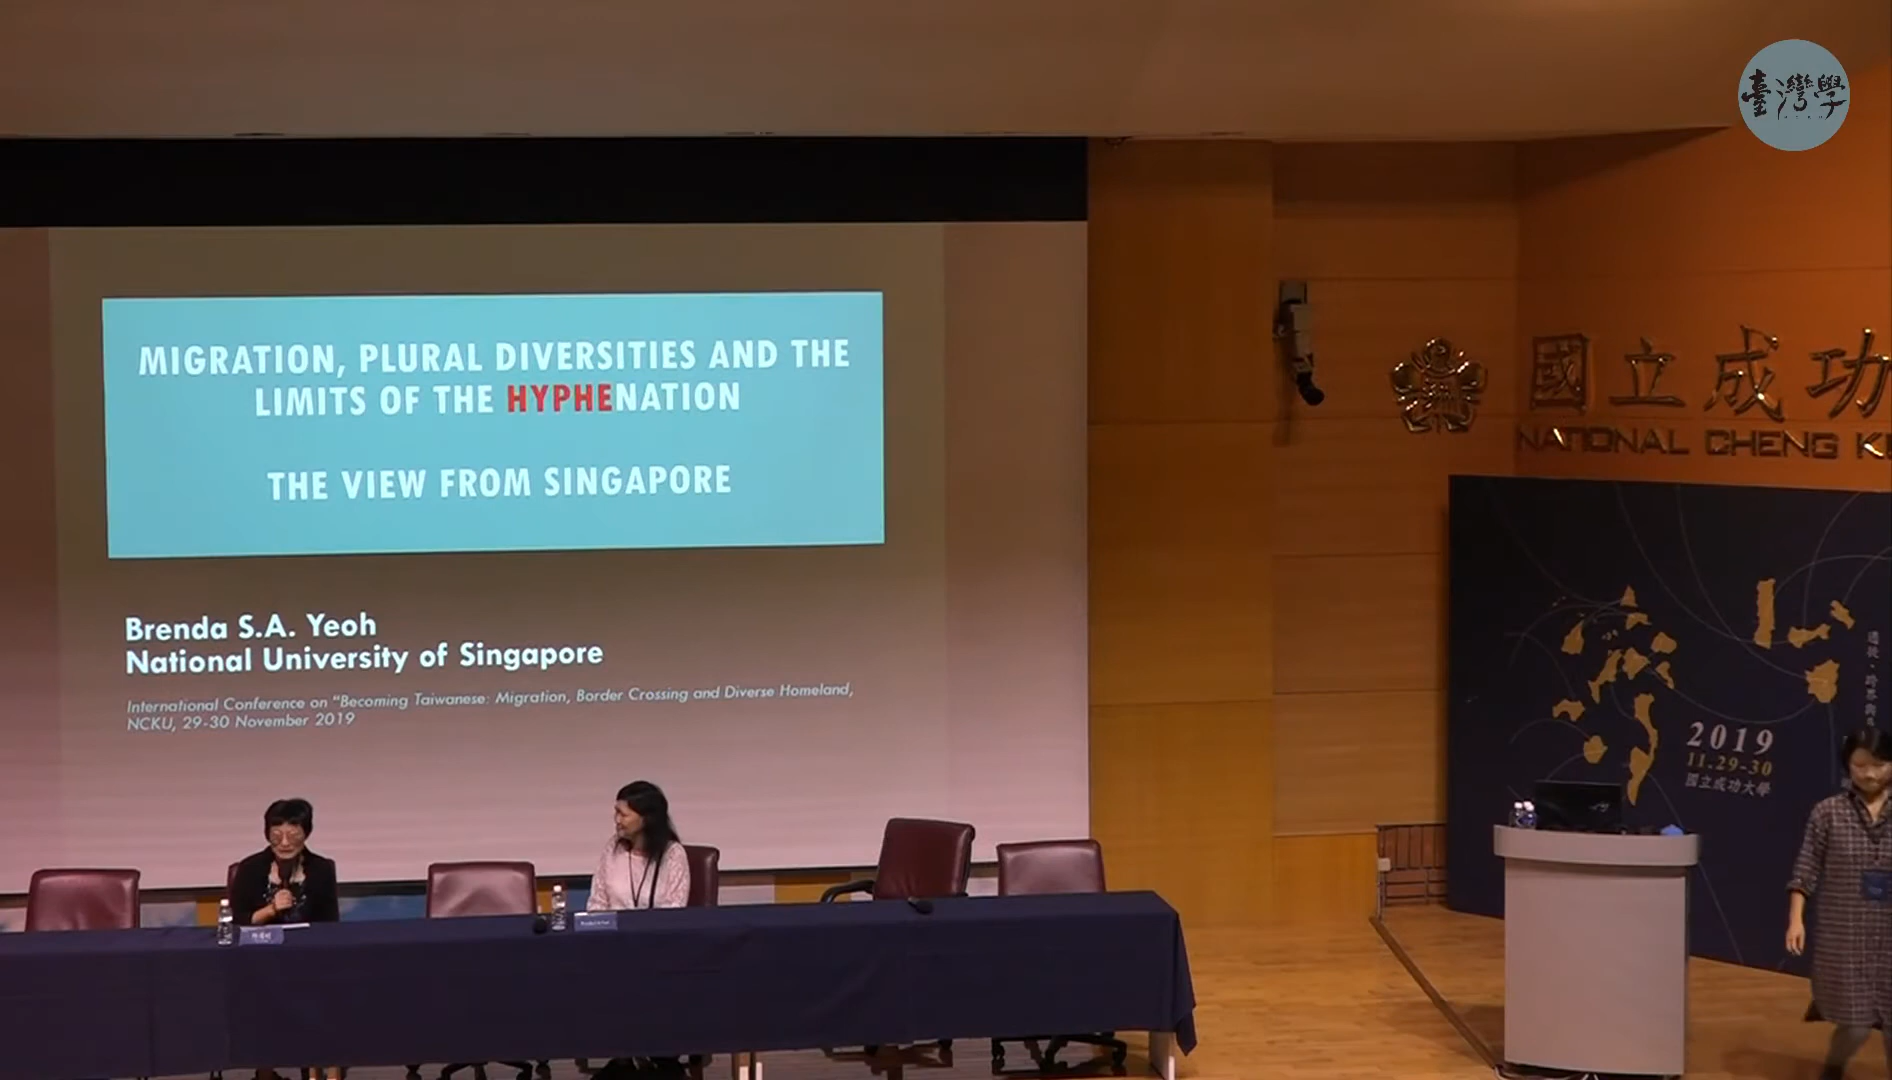 臺灣學
MIGRATION, PLURAL DIVERSITIES AND THE
LIMITS OF THE HYPHENATION
THE VIEW FROM SINGAPORE
Brenda S.A. Yeoh
National University of Singapore
International Conference on "Becoming Taiwanese: Migration, Border Crossing and Diverse Homeland,
NCKU, 29-30 November 2019
國立成功
NATIONAL CHENG K
2019
11.29-30
國立成功大學